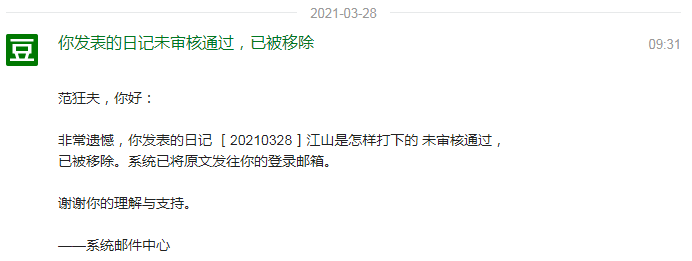 2021-03-28
豆
你发表的日记未审核通过，已被移除
09:31
范狂夫，你好：
非常遗憾，你发表的日记 ［20210328］江山是怎样打下的 未审核通过，
已被移除。系统已将原文发往你的登录邮箱。
谢谢你的理解与支持。
——系统邮件中心